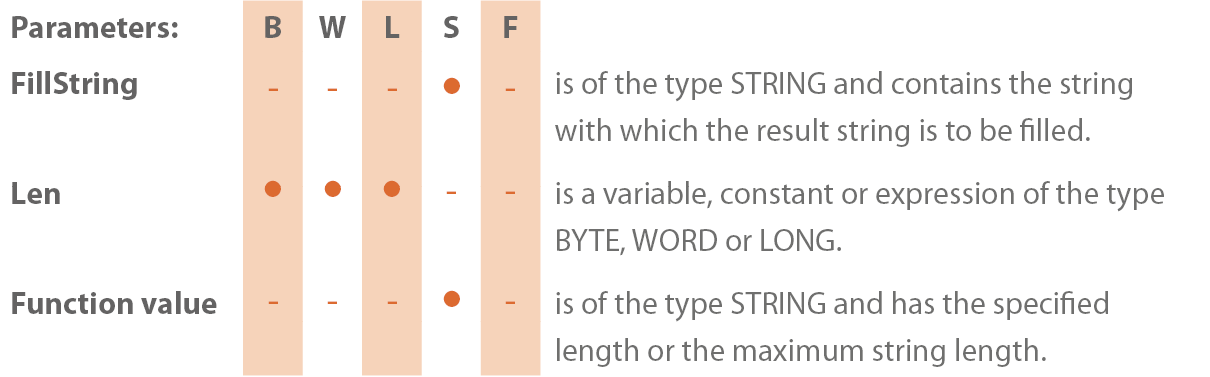 Parameters: B W L S F
FillString - - - ● - is of the type STRING and contains the string
with which the result string is to be filled.
Len ● ● ● - - is a variable, constant or expression of the type
BYTE, WORD or LONG.
Function value - - - ● - is of the type STRING and has the specified
length or the maximum string length.